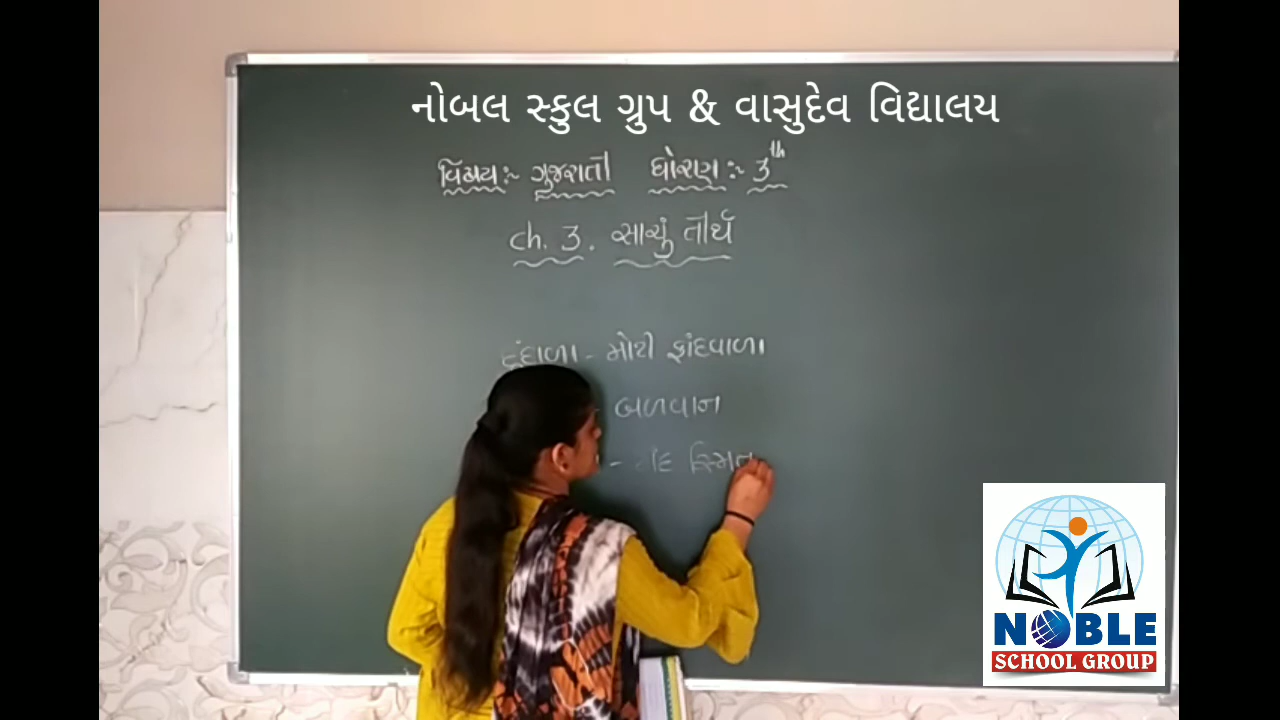 નોબલ સ્કુલ ગ્રુપ & વાસુદેવ વિદ્યાલય
વિષય :~ ગુજરાતી ધોરણ :~ 3th
ch. 3. સાચું તીર્થ
દુંદાળા - મોટી ફાંદવાળા
બળવાન
- મંદ સ્મિત
NOBLE
SCHOOL GROUP